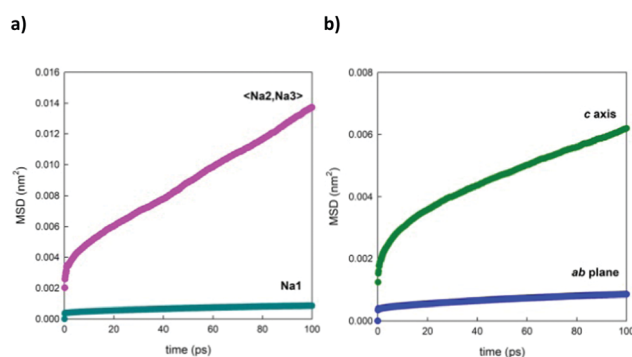 a)
b)
0.016
0.014
0.012
0.010
0.008
0.006
0.004
0.002
0.000
MSD (nm²)
<Na2,Na3>
Na1
0
20
40
60
80
100
time (ps)
0.008
0.006
0.004
0.002
0.000
MSD (nm²)
c axis
ab plane
0
20
40
60
80
100
time (ps)